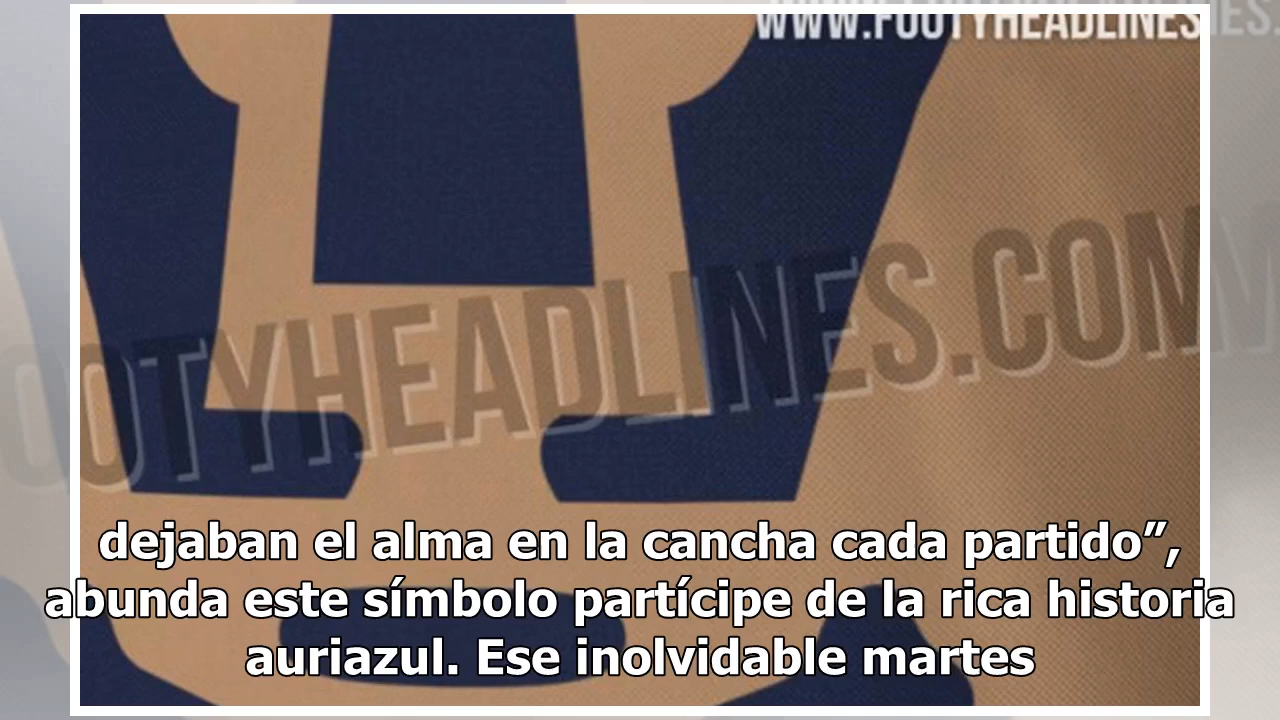 WWW.FOOTYHEADLINES
OOTYHEADLINES.COM
dejaban el alma en la cancha cada partido”,
abunda este símbolo partícipe de la rica historia
auriazul. Ese inolvidable martes